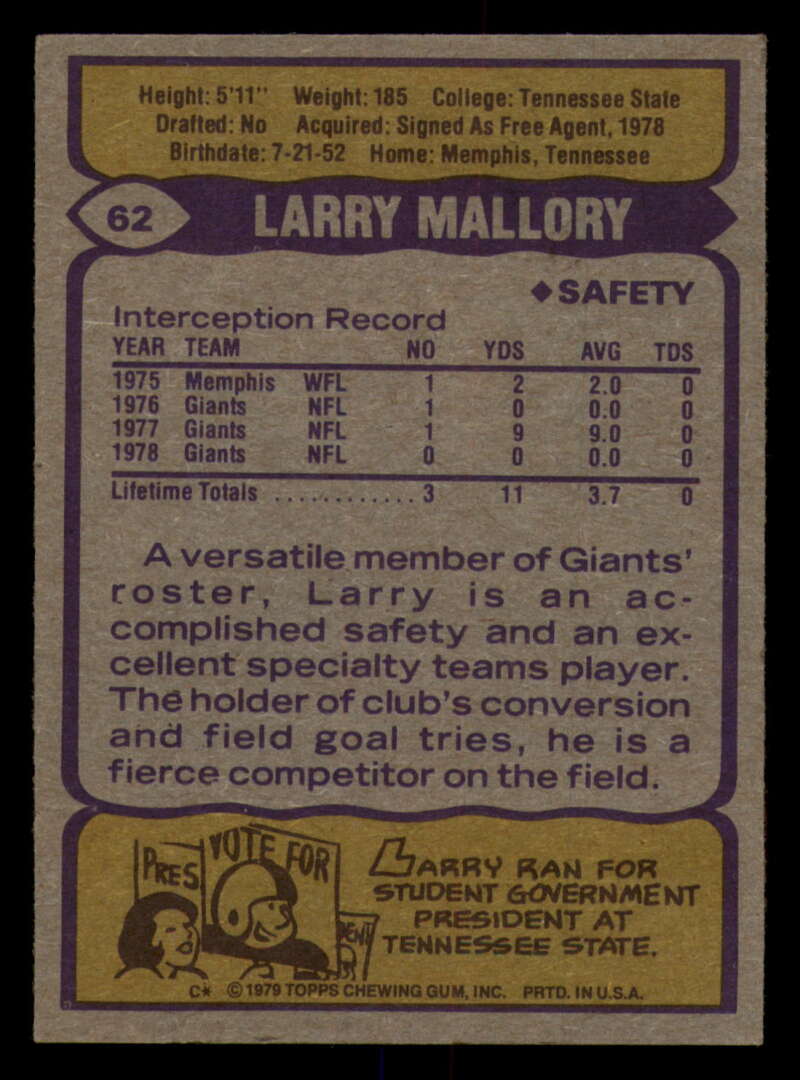 Height: 5'11" Weight: 185 College: Tennessee State
Drafted: No Acquired: Signed As Free Agent, 1978
Birthdate: 7-21-52 Home: Memphis, Tennessee
62 LARRY MALLORY
◆SAFETY
Interception Record
YEAR TEAM NO YDS AVG TDS
1975 Memphis WFL 1 2 2.0 0
1976 Giants NFL 1 0 0.0 0
1977 Giants NFL 1 9 9.0 0
1978 Giants NFL 0 0 0.0 0
Lifetime Totals ............ 3 11 3.7 0
A versatile member of Giants'
roster, Larry is an ac-
complished safety and an ex-
cellent specialty teams player.
The holder of club's conversion
and field goal tries, he is a
fierce competitor on the field.
PRES
VOTE FOR
DENT
LARRY RAN FOR
STUDENT GOVERNMENT
PRESIDENT AT
TENNESSEE STATE.
C* © 1979 TOPPS CHEWING GUM, INC. PRTD. IN U.S.A.